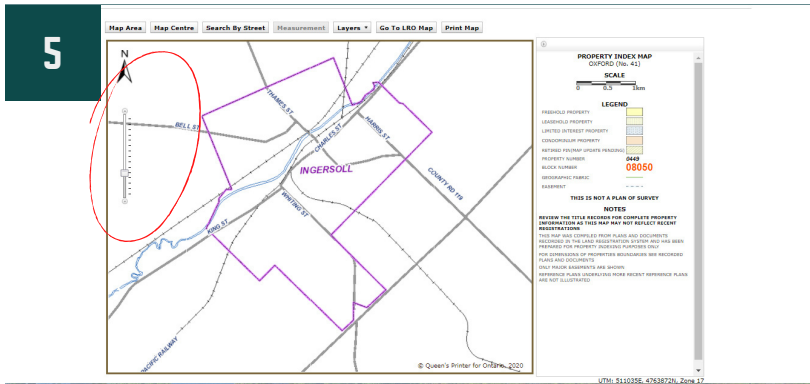 5
Map Area Map Centre Search By Street Measurement Layers Go To LRO Map Print Map
N
BELL ST
THAMES ST
CHARLES ST
HARRIS ST
INGERSOLL
COUNTY RD 119
WHITING ST
KING ST
PACIFIC RAILWAY
© Queen's Printer for Ontario, 2020
PROPERTY INDEX MAP
OXFORD (No. 41)
SCALE
0 0.5 1km
LEGEND
FREEHOLD PROPERTY
LEASEHOLD PROPERTY
LIMITED INTEREST PROPERTY
CONDOMINIUM PROPERTY
RETIRED PIN(MAP UPDATE PENDING)
PROPERTY NUMBER 0449
BLOCK NUMBER 08050
GEOGRAPHIC FABRIC
EASEMENT
THIS IS NOT A PLAN OF SURVEY
NOTES
REVIEW THE TITLE RECORDS FOR COMPLETE PROPERTY
INFORMATION AS THIS MAP MAY NOT REFLECT RECENT
REGISTRATIONS
THIS MAP WAS COMPILED FROM PLANS AND DOCUMENTS
RECORDED IN THE LAND REGISTRATION SYSTEM AND HAS BEEN
PREPARED FOR PROPERTY INDEXING PURPOSES ONLY
FOR DIMENSIONS OF PROPERTIES BOUNDARIES SEE RECORDED
PLANS AND DOCUMENTS
ONLY MAJOR EASEMENTS ARE SHOWN
REFERENCE PLANS UNDERLYING MORE RECENT REFERENCE PLANS
ARE NOT ILLUSTRATED
UTM: 511035E, 4763872N, Zone 17